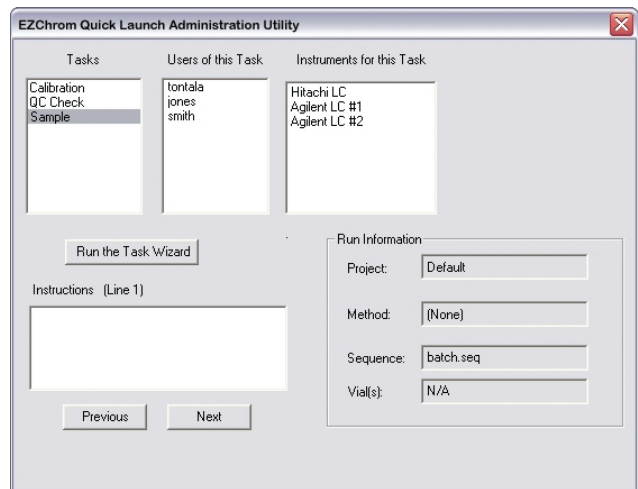 EZChrom Quick Launch Administration Utility
Tasks
Users of this Task
Instruments for this Task
Calibration
QC Check
Sample
tontala
jones
smith
Hitachi LC
Agilent LC #1
Agilent LC #2
Run the Task Wizard
Instructions (Line 1)
Previous
Next
Run Information
Project:
Default
Method:
(None)
Sequence:
batch.seq
Vial(s):
N/A